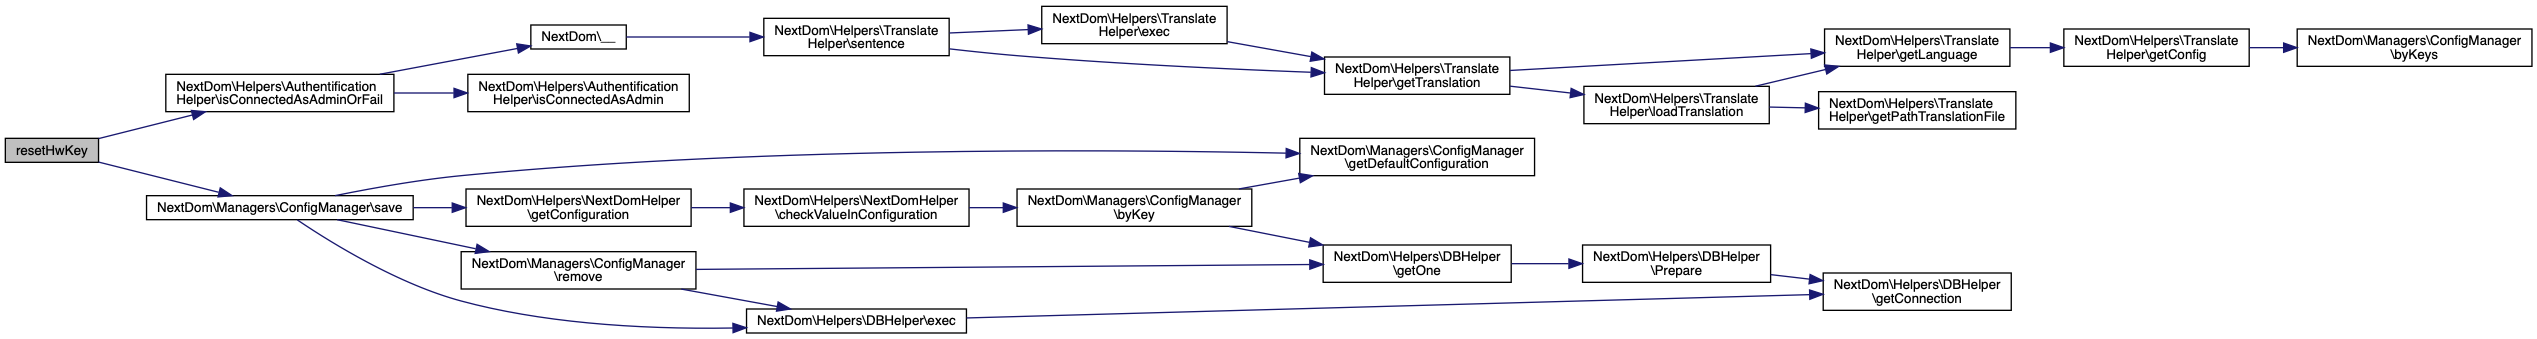 resetHwKey
NextDom\Helpers\Authentification
Helper\isConnectedAsAdminOrFail
NextDom\__
NextDom\Helpers\Translate
Helper\sentence
NextDom\Helpers\Translate
Helper\exec
NextDom\Helpers\Translate
Helper\getTranslation
NextDom\Helpers\Translate
Helper\getLanguage
NextDom\Helpers\Translate
Helper\getConfig
NextDom\Managers\ConfigManager
\byKeys
NextDom\Helpers\Translate
Helper\loadTranslation
NextDom\Helpers\Translate
Helper\getPathTranslationFile
NextDom\Helpers\Authentification
Helper\isConnectedAsAdmin
NextDom\Managers\ConfigManager\save
NextDom\Managers\ConfigManager
\getDefaultConfiguration
NextDom\Helpers\NextDomHelper
\getConfiguration
NextDom\Helpers\NextDomHelper
\checkValueInConfiguration
NextDom\Managers\ConfigManager
\byKey
NextDom\Managers\ConfigManager
\remove
NextDom\Helpers\DBHelper
\getOne
NextDom\Helpers\DBHelper
\Prepare
NextDom\Helpers\DBHelper
\getConnection
NextDom\Helpers\DBHelper\exec